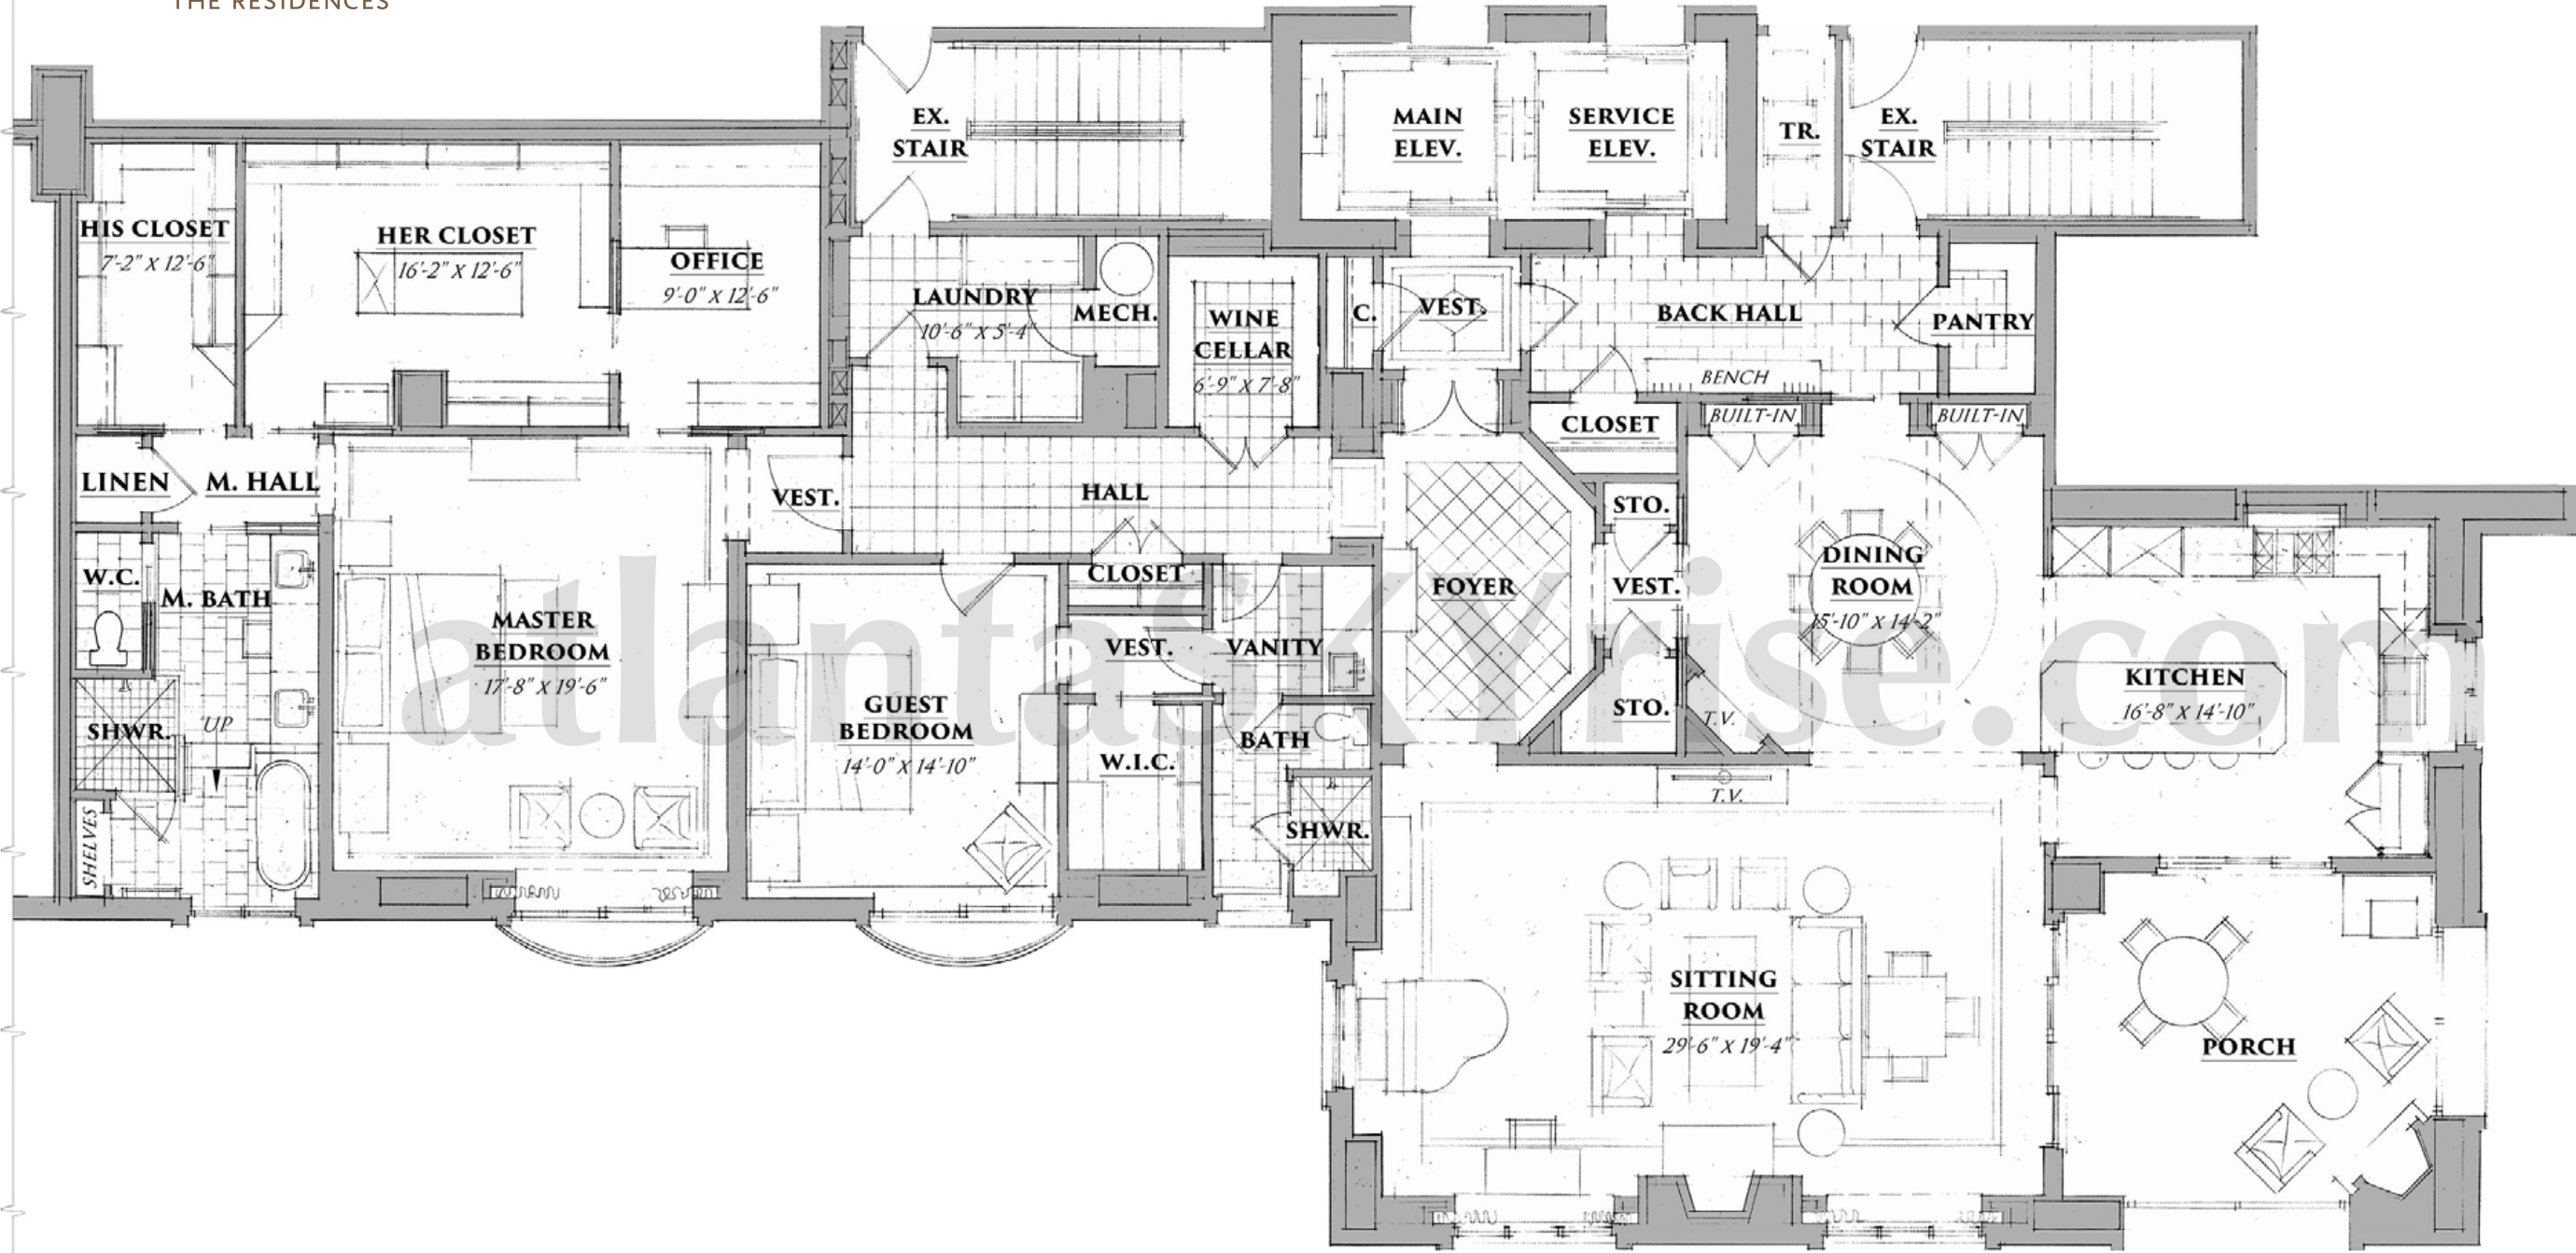 THE RESIDENCES
EX.
STAIR
MAIN
ELEV.
SERVICE
ELEV.
TR.
EX.
STAIR
HIS CLOSET
7'-2" X 12'-6"
HER CLOSET
16'-2" X 12'-6"
OFFICE
9'-0" X 12'-6"
LAUNDRY
10'-6" X 5'-4"
MECH.
WINE
CELLAR
6'-9" X 7'-8"
C.
VEST.
BACK HALL
PANTRY
BENCH
CLOSET
BUILT-IN
BUILT-IN
LINEN
M. HALL
VEST.
HALL
STO.
W.C.
M. BATH
MASTER
BEDROOM
17'-8" X 19'-6"
CLOSET
FOYER
VEST.
DINING
ROOM
15'-10" X 14'-2"
VEST.
VANITY
KITCHEN
16'-8" X 14'-10"
SHWR.
UP
GUEST
BEDROOM
14'-0" X 14'-10"
W.I.C.
BATH
STO.
T.V.
T.V.
SHELVES
SHWR.
SITTING
ROOM
29'-6" X 19'-4"
PORCH
atlantaSKYrise.com